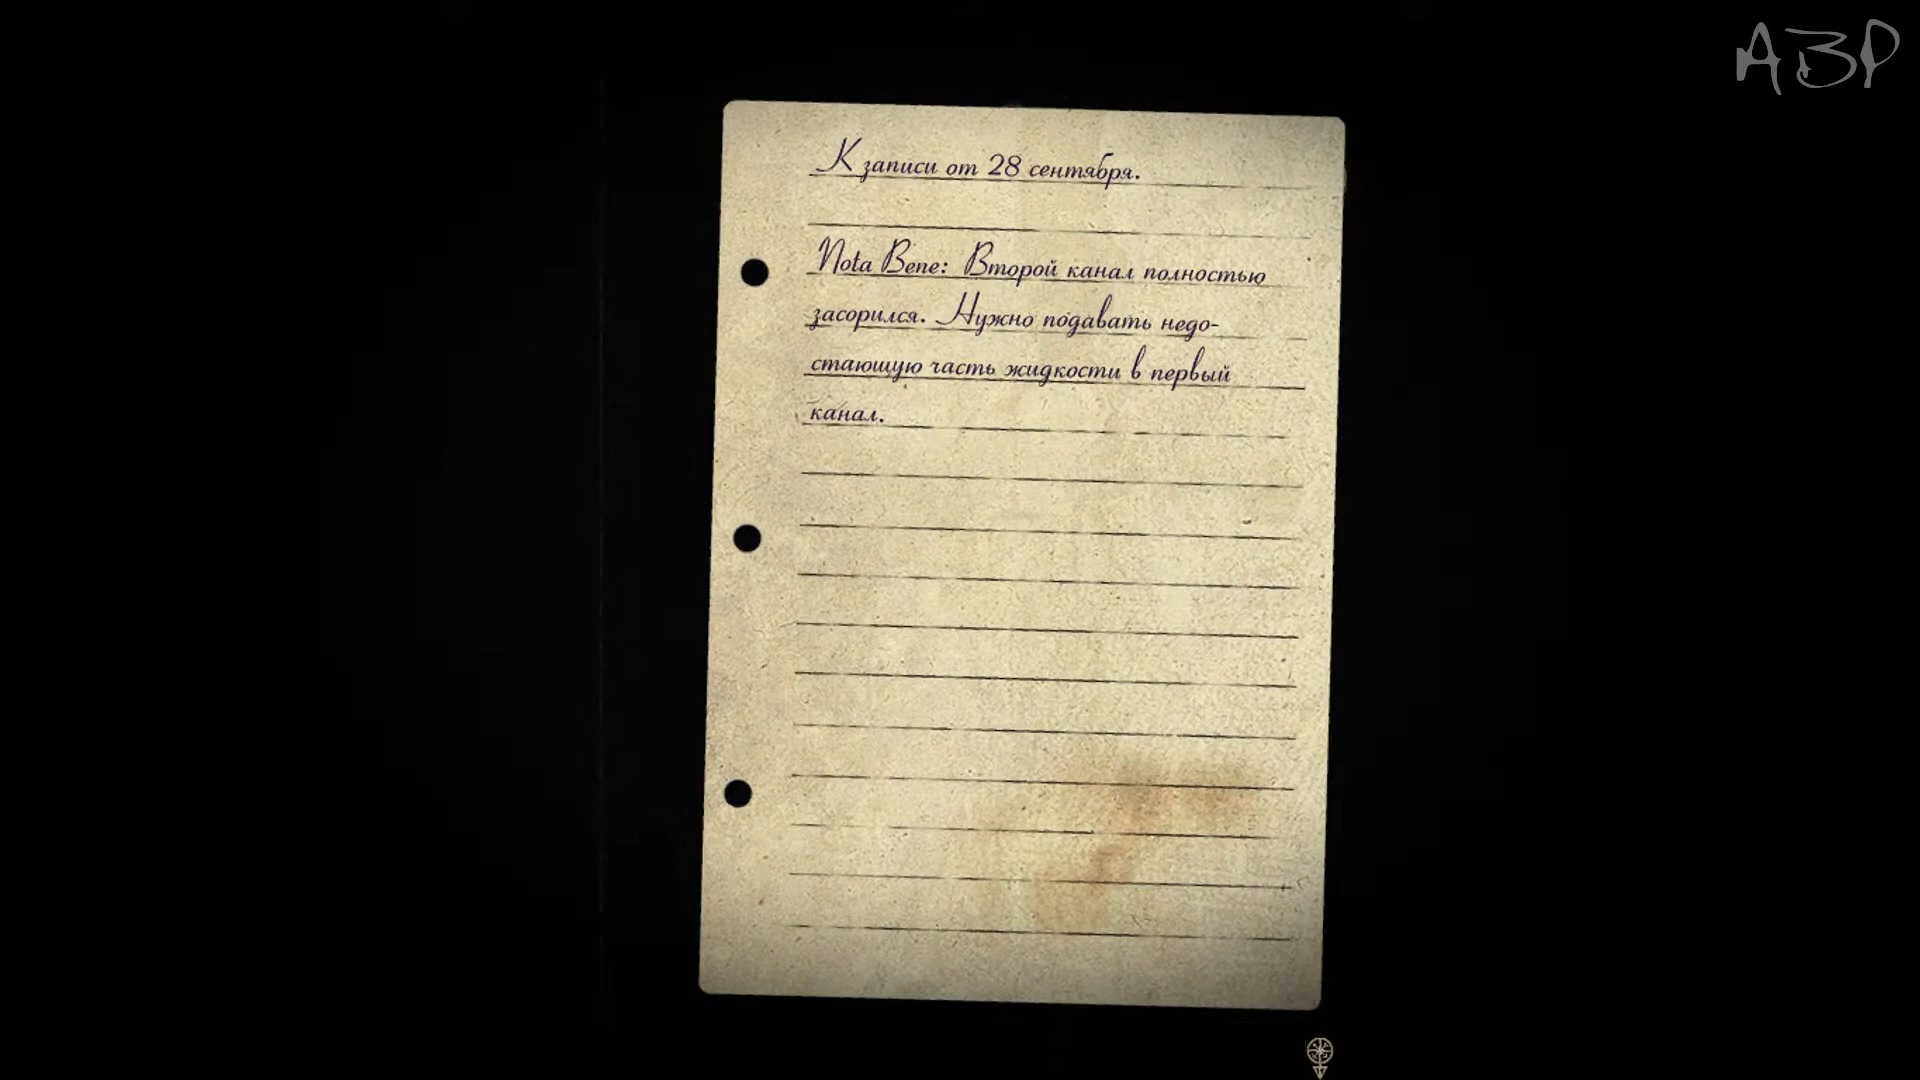 АЗР
К записи от 28 сентября.
Nota Bene: Второй канал полностью
засорился. Нужно подавать недо-
стающую часть жидкости в первый
канал.